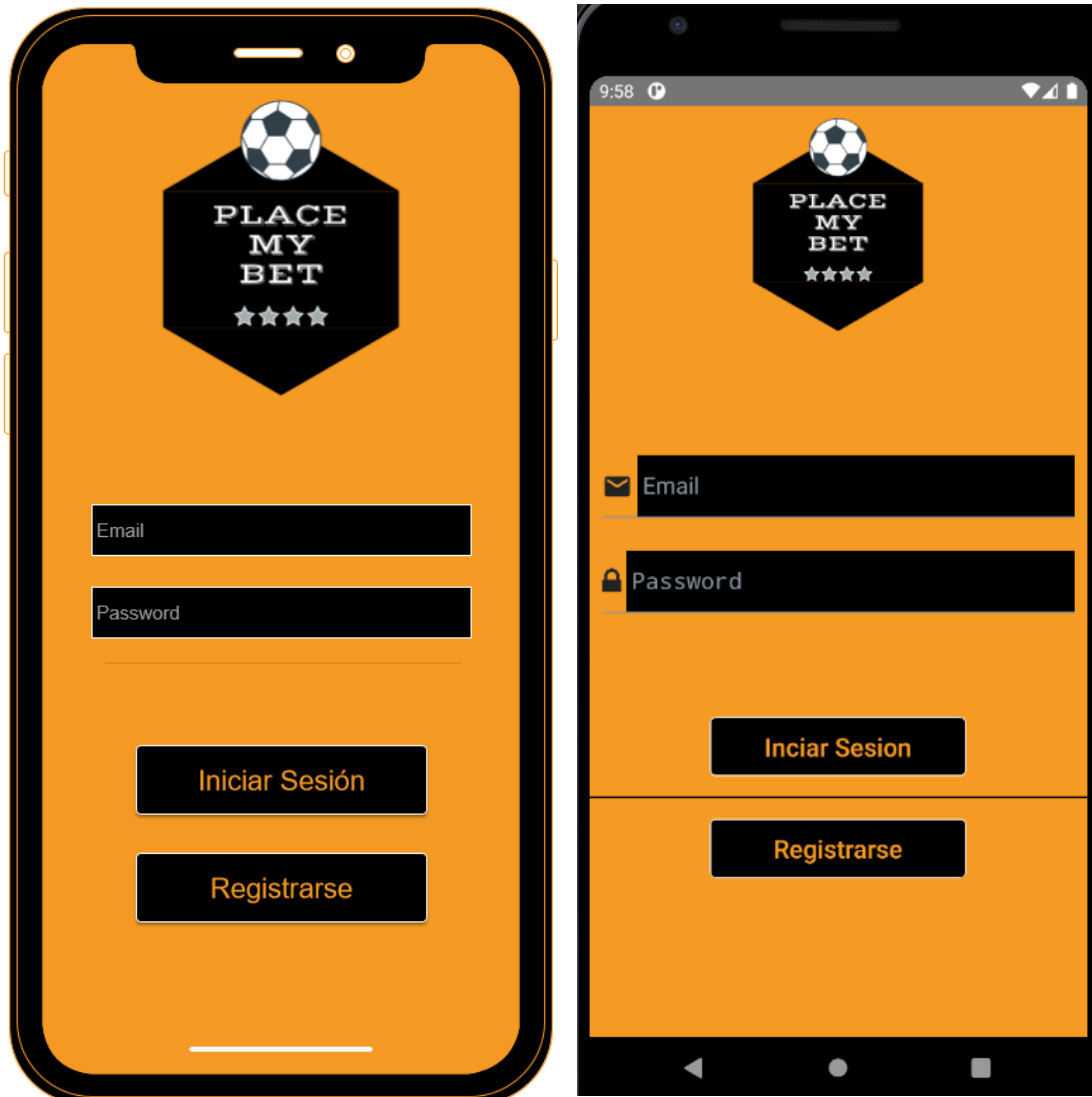 PLACE
MY
BET
Email
Password
Iniciar Sesión
Registrarse
9:58
PLACE
MY
BET
Email
Password
Inciar Sesion
Registrarse